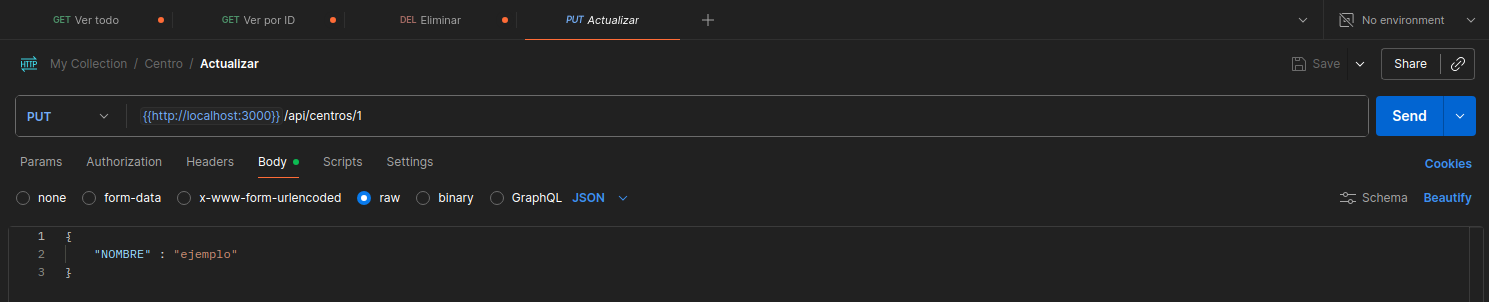 GET Ver todo GET Ver por ID DEL Eliminar PUT Actualizar No environment
HTTP My Collection / Centro / Actualizar Save Share
PUT {{http://localhost:3000}} /api/centros/1 Send
Params Authorization Headers Body Scripts Settings Cookies
none form-data x-www-form-urlencoded raw binary GraphQL JSON Schema Beautify
1 {
2 "NOMBRE" : "ejemplo"
3 }